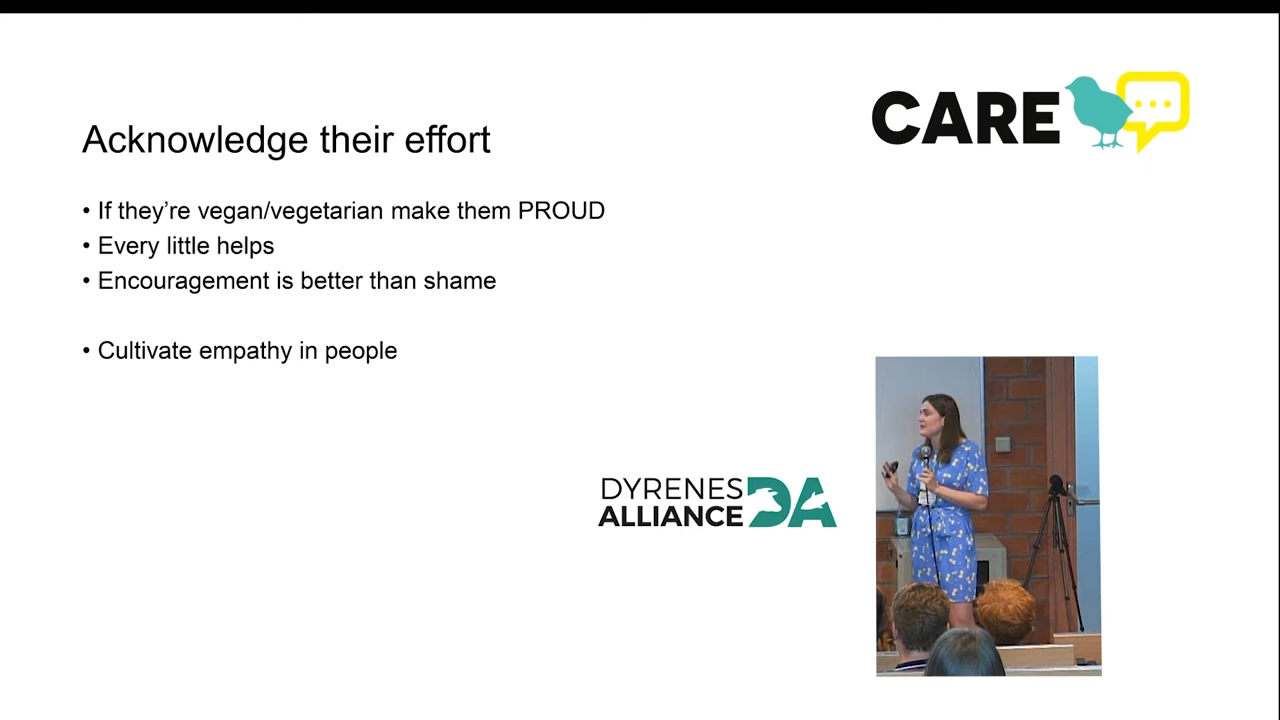 CARE
Acknowledge their effort
• If they’re vegan/vegetarian make them PROUD
• Every little helps
• Encouragement is better than shame
• Cultivate empathy in people
DYRENES
ALLIANCE DA